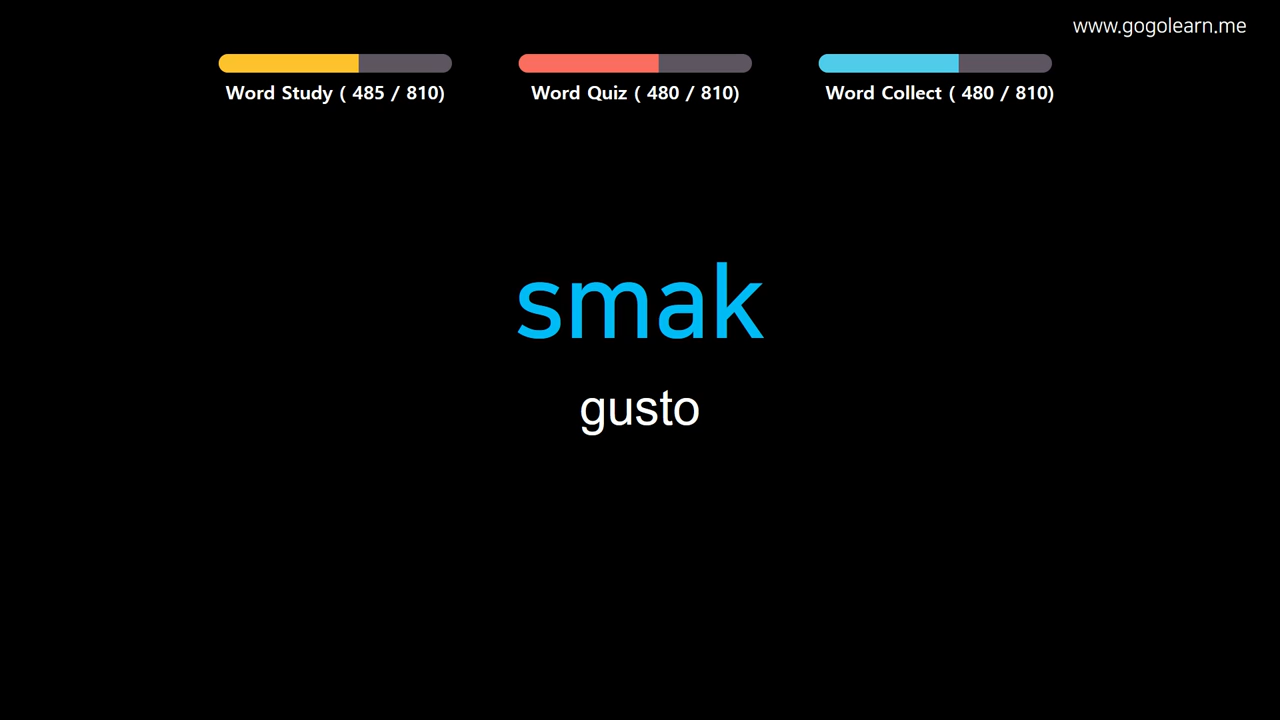 www.gogolearn.me
Word Study ( 485 / 810)
Word Quiz ( 480 / 810)
Word Collect ( 480 / 810)
smak
gusto